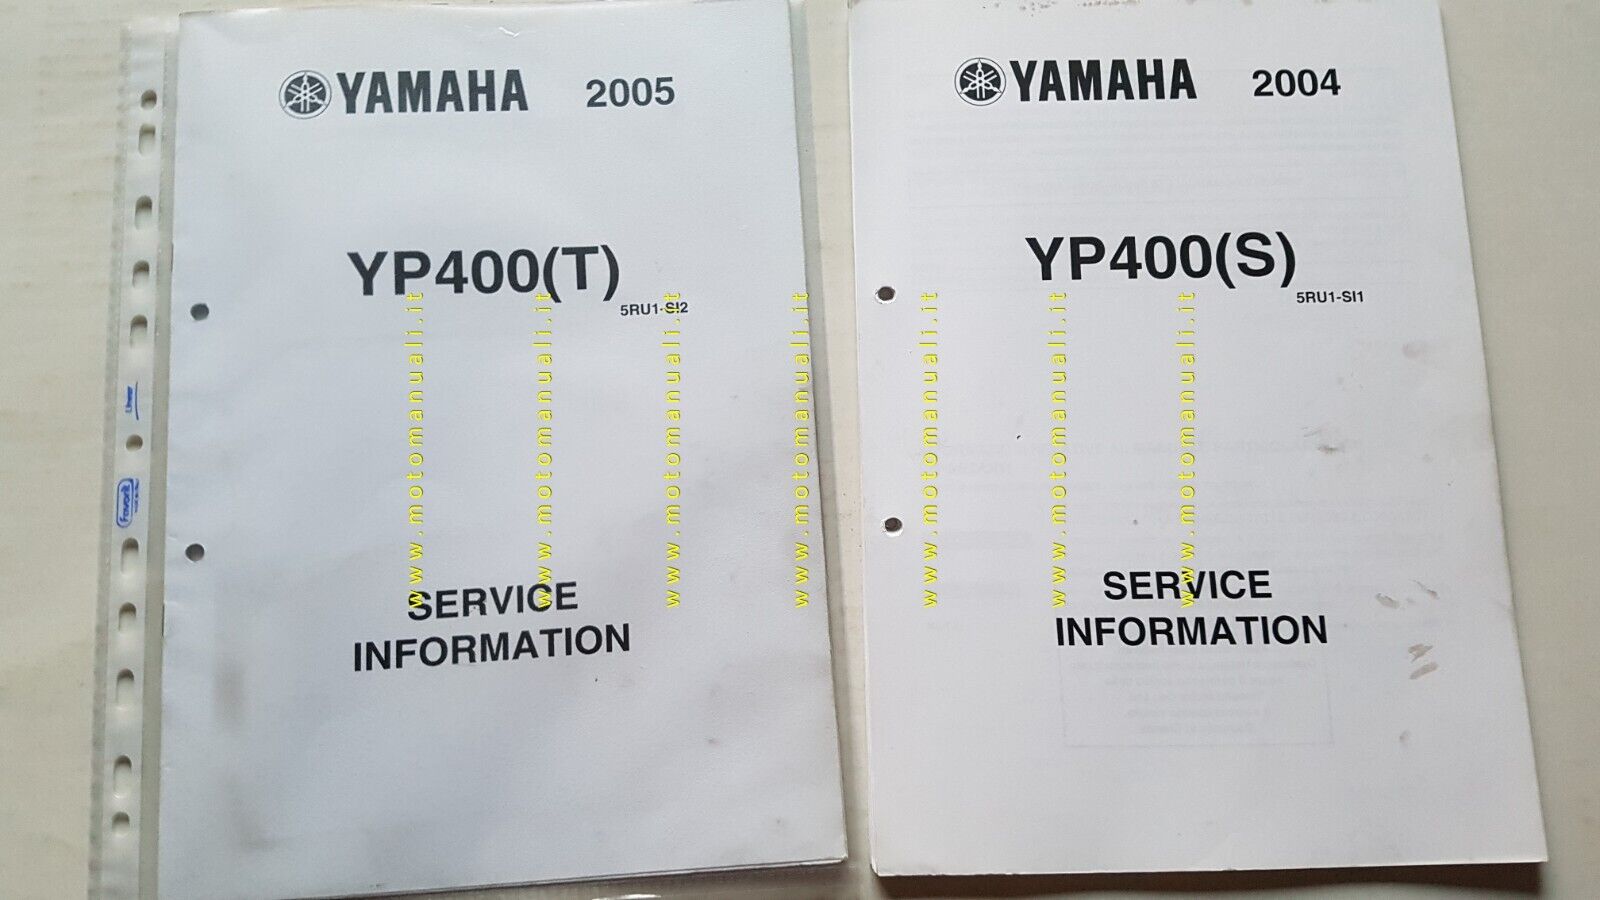 YAMAHA 2005
YP400(T)
5RU1-SI2
SERVICE
INFORMATION
Favorit
YAMAHA 2004
YP400(S)
5RU1-SI1
SERVICE
INFORMATION
www.motomanuali.it
www.motomanuali.it
www.motomanuali.it
www.motomanuali.it
www.motomanuali.it
www.motomanuali.it
www.motomanuali.it